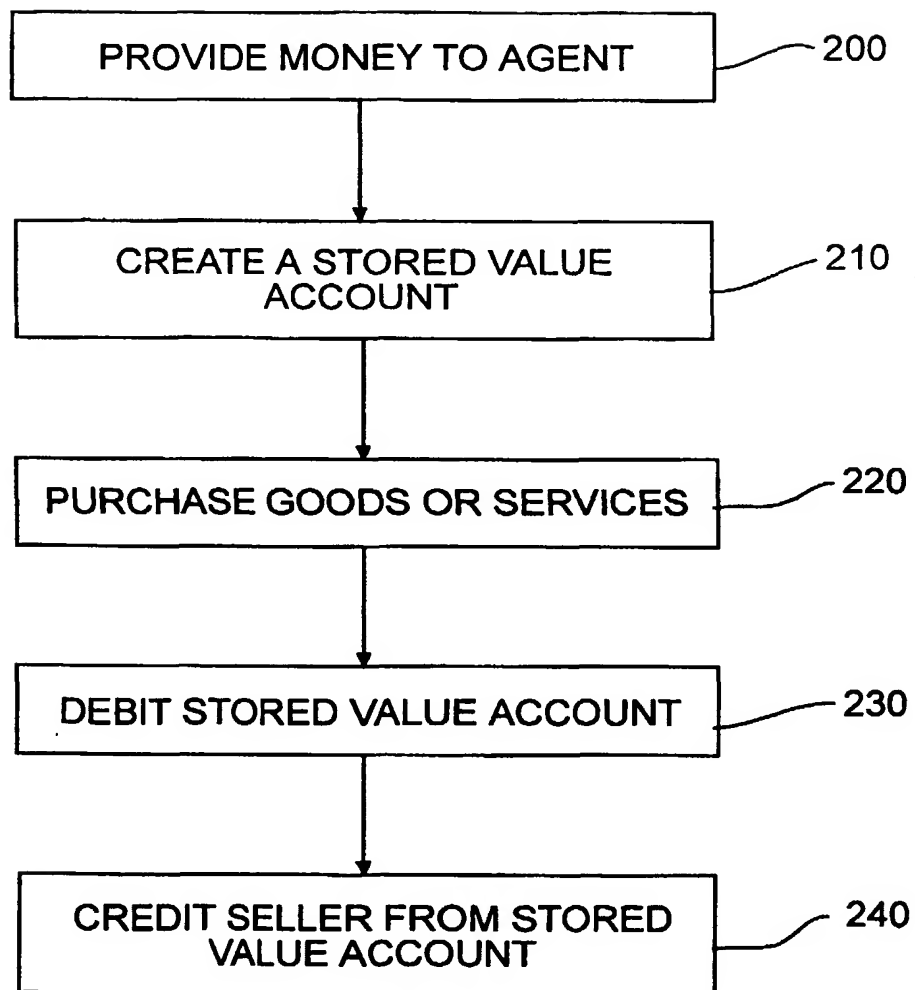 PROVIDE MONEY TO AGENT
200
CREATE A STORED VALUE
ACCOUNT
210
PURCHASE GOODS OR SERVICES
220
DEBIT STORED VALUE ACCOUNT
230
CREDIT SELLER FROM STORED
VALUE ACCOUNT
240